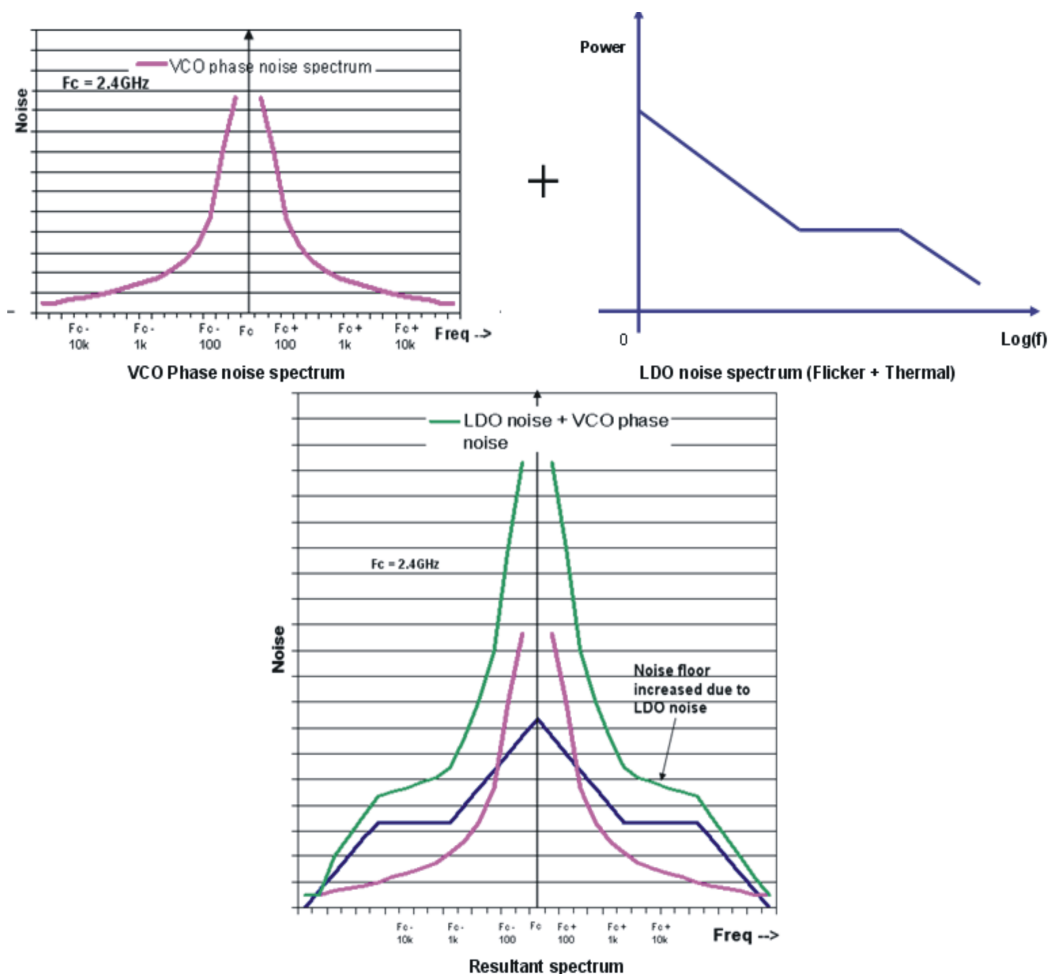 VCO phase noise spectrum
Fc = 2.4GHz
Noise
Fc-
10k
Fc-
1k
Fc-
100
Fc
Fc+
100
Fc+
1k
Fc+
10k
Freq -->
VCO Phase noise spectrum
+
Power
0
Log(f)
LDO noise spectrum (Flicker + Thermal)
LDO noise + VCO phase
noise
Fc = 2.4GHz
Noise
Noise floor
increased due to
LDO noise
Fc-
10k
Fc-
1k
Fc-
100
Fc
Fc+
100
Fc+
1k
Fc+
10k
Freq -->
Resultant spectrum